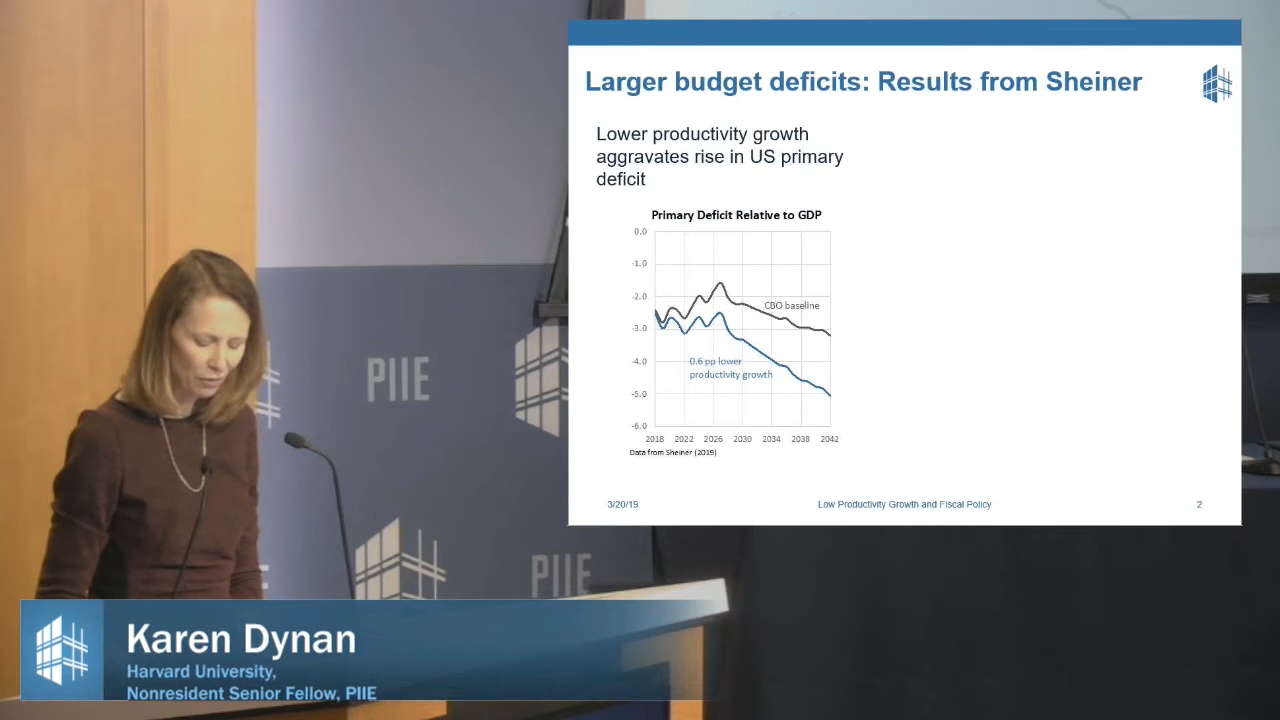 Larger budget deficits: Results from Sheiner
Lower productivity growth
aggravates rise in US primary
deficit
Primary Deficit Relative to GDP
0.0
-1.0
-2.0
-3.0
-4.0
-5.0
-6.0
CBO baseline
0.6 pp lower
productivity growth
2018 2022 2026 2030 2034 2038 2042
Data from Sheiner (2019)
3/20/19 Low Productivity Growth and Fiscal Policy 2
PIIE
PIIE
Karen Dynan
Harvard University,
Nonresident Senior Fellow, PIIE